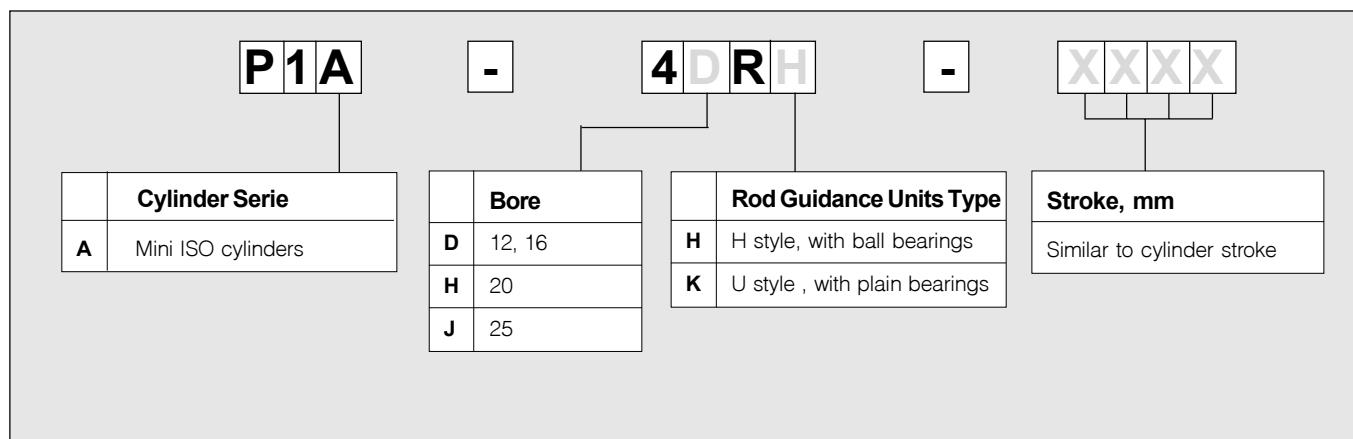 P1A - 4DRH - XXXX
Cylinder Serie
A Mini ISO cylinders
Bore
D 12, 16
H 20
J 25
Rod Guidance Units Type
H H style, with ball bearings
K U style , with plain bearings
Stroke, mm
Similar to cylinder stroke